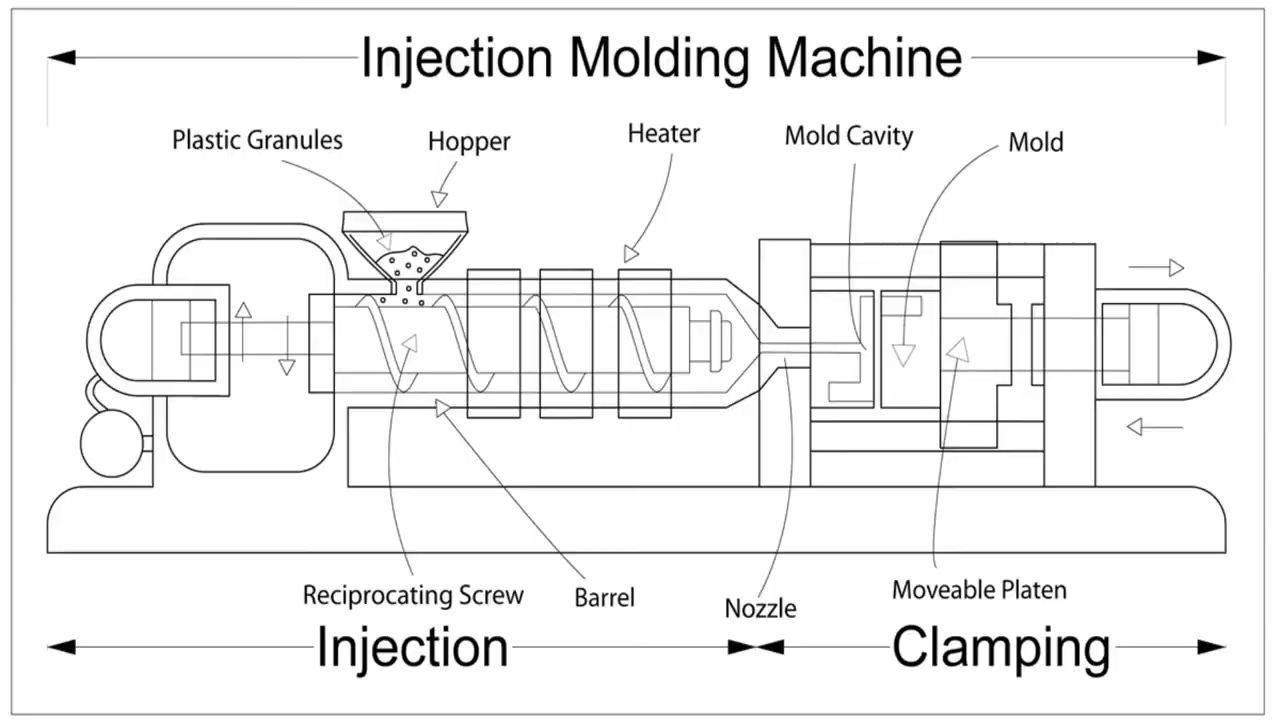 Injection Molding Machine
Plastic Granules
Hopper
Heater
Mold Cavity
Mold
Reciprocating Screw
Barrel
Nozzle
Moveable Platen
Injection
Clamping